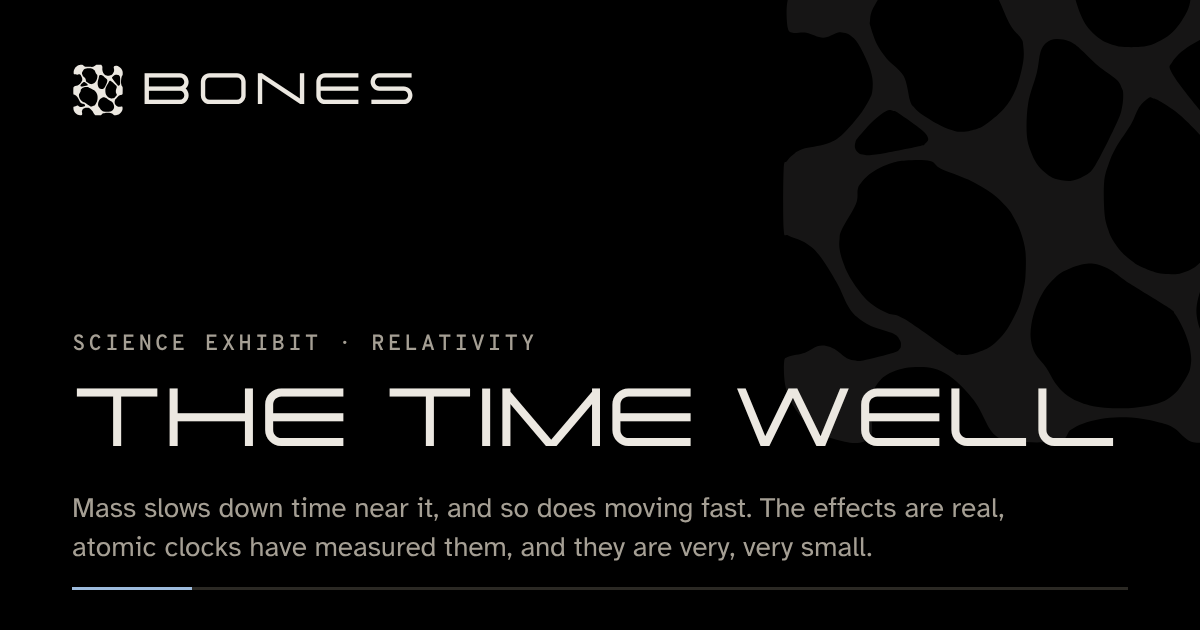 BONES
SCIENCE EXHIBIT · RELATIVITY
THE TIME WELL
Mass slows down time near it, and so does moving fast. The effects are real,
atomic clocks have measured them, and they are very, very small.